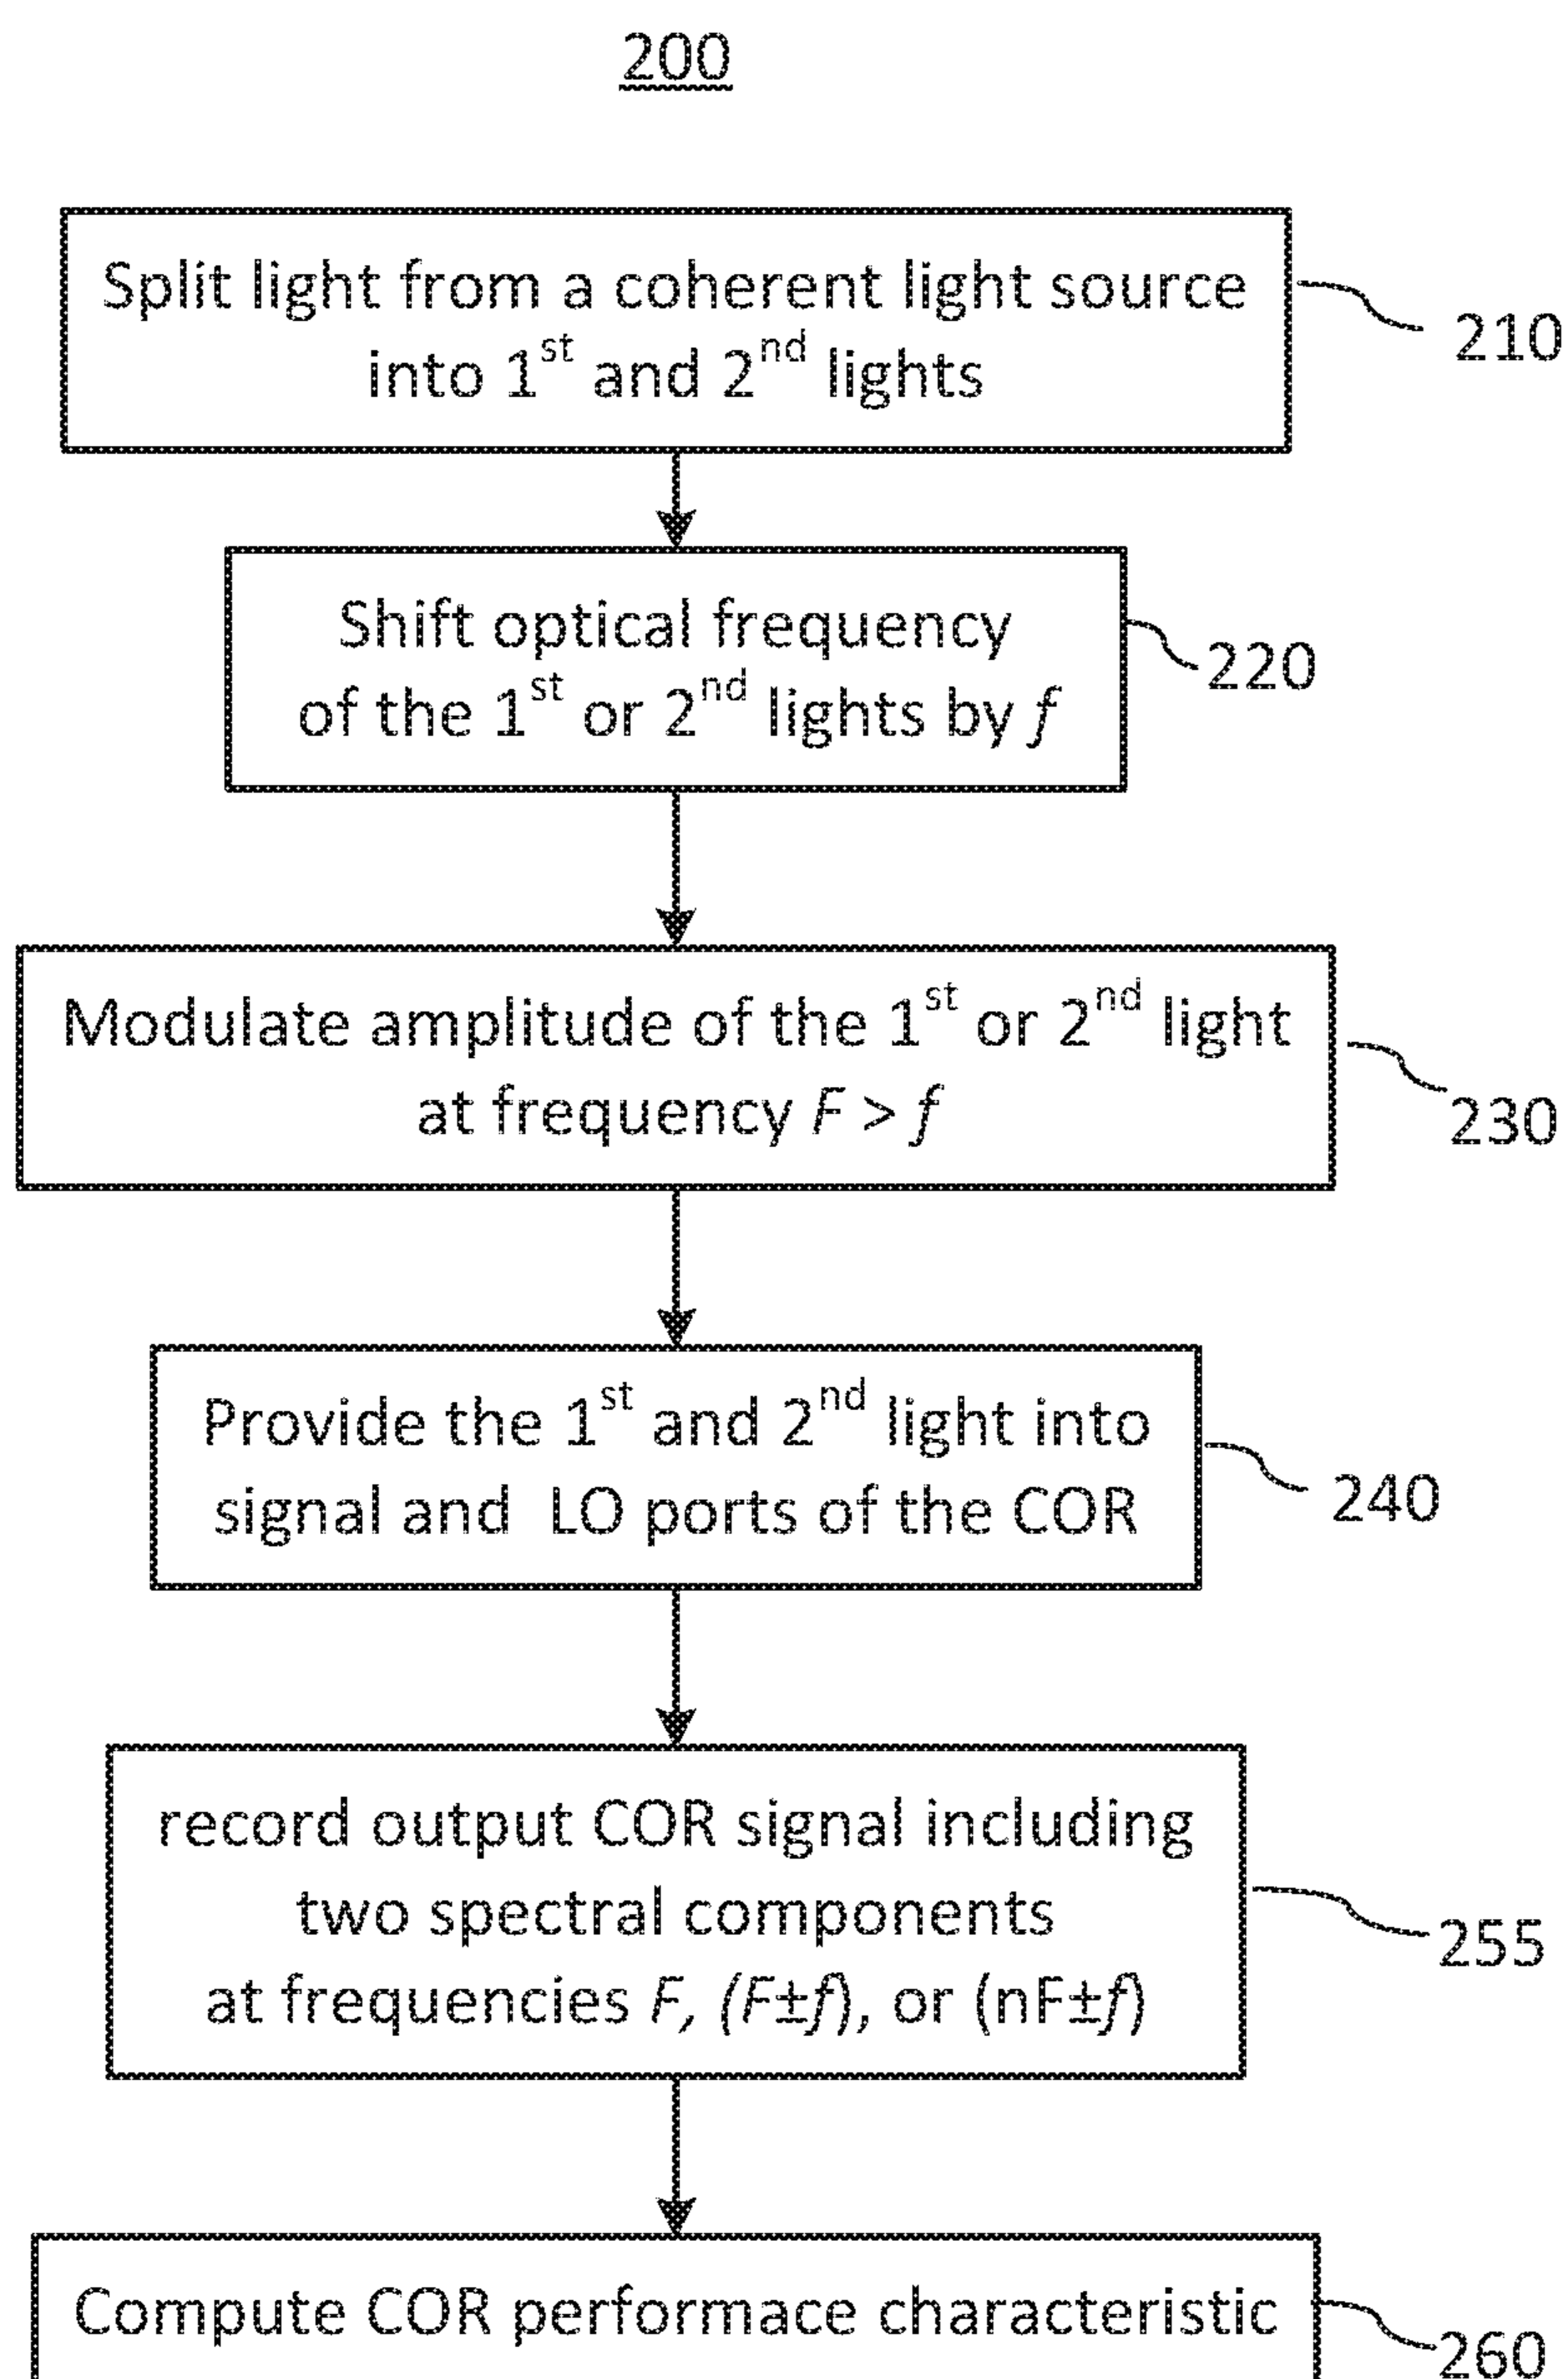 200
Split light from a coherent light source
into 1st and 2nd lights
210
Shift optical frequency
of the 1st or 2nd lights by f
220
Modulate amplitude of the 1st or 2nd light
at frequency F > f
230
Provide the 1st and 2nd light into
signal and LO ports of the COR
240
record output COR signal including
two spectral components
at frequencies F, (F±f), or (nF±f)
255
Compute COR performace characteristic
260